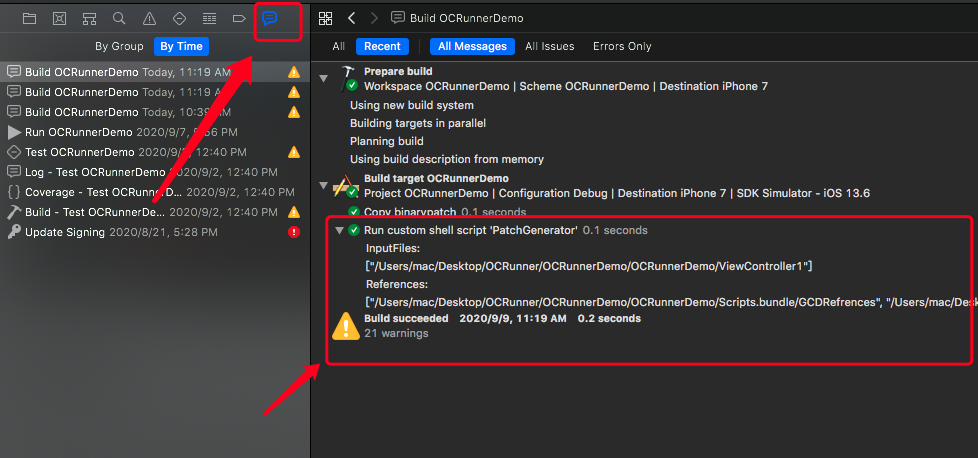 Build OCRunnerDemo
By Group
By Time
All
Recent
All Messages
All Issues
Errors Only
Build OCRunnerDemo Today, 11:19 AM
Build OCRunnerDemo Today, 11:19 A
Build OCRunnerDemo Today, 10:39
Run OCRunnerDemo 2020/9/7, PM
Test OCRunnerDemo 2020/9/2, 12:40 PM
Log - Test OCRunnerDemo 2020/9/2, 12:40 PM
Coverage - Test OCRunnerD... 2020/9/2, 12:40 PM
Build - Test OCRunnerDe... 2020/9/2, 12:40 PM
Update Signing 2020/8/21, 5:28 PM
Prepare build
Workspace OCRunnerDemo | Scheme OCRunnerDemo | Destination iPhone 7
Using new build system
Building targets in parallel
Planning build
Using build description from memory
Build target OCRunnerDemo
Project OCRunnerDemo | Configuration Debug | Destination iPhone 7 | SDK Simulator - iOS 13.6
Copy binarypatch 0.1 seconds
Run custom shell script 'PatchGenerator' 0.1 seconds
InputFiles:
["/Users/mac/Desktop/OCRunner/OCRunnerDemo/OCRunnerDemo/ViewController1"]
References:
["/Users/mac/Desktop/OCRunner/OCRunnerDemo/OCRunnerDemo/Scripts.bundle/GCDRefrences", "/Users/mac/Desk
Build succeeded 2020/9/9, 11:19 AM 0.2 seconds
21 warnings